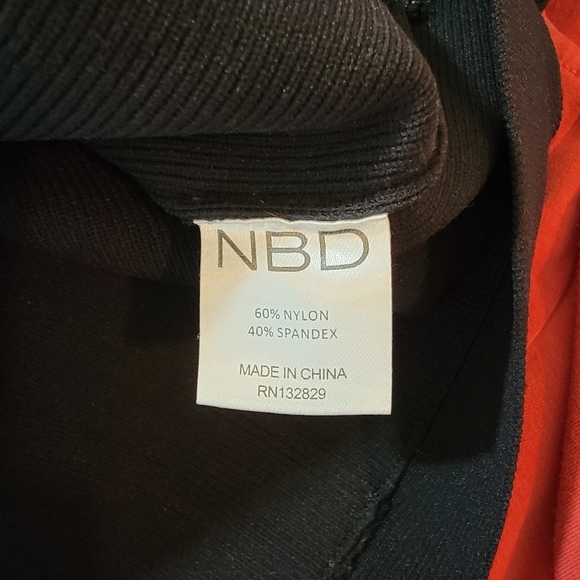 NBD
60% NYLON
40% SPANDEX
MADE IN CHINA
RN132829